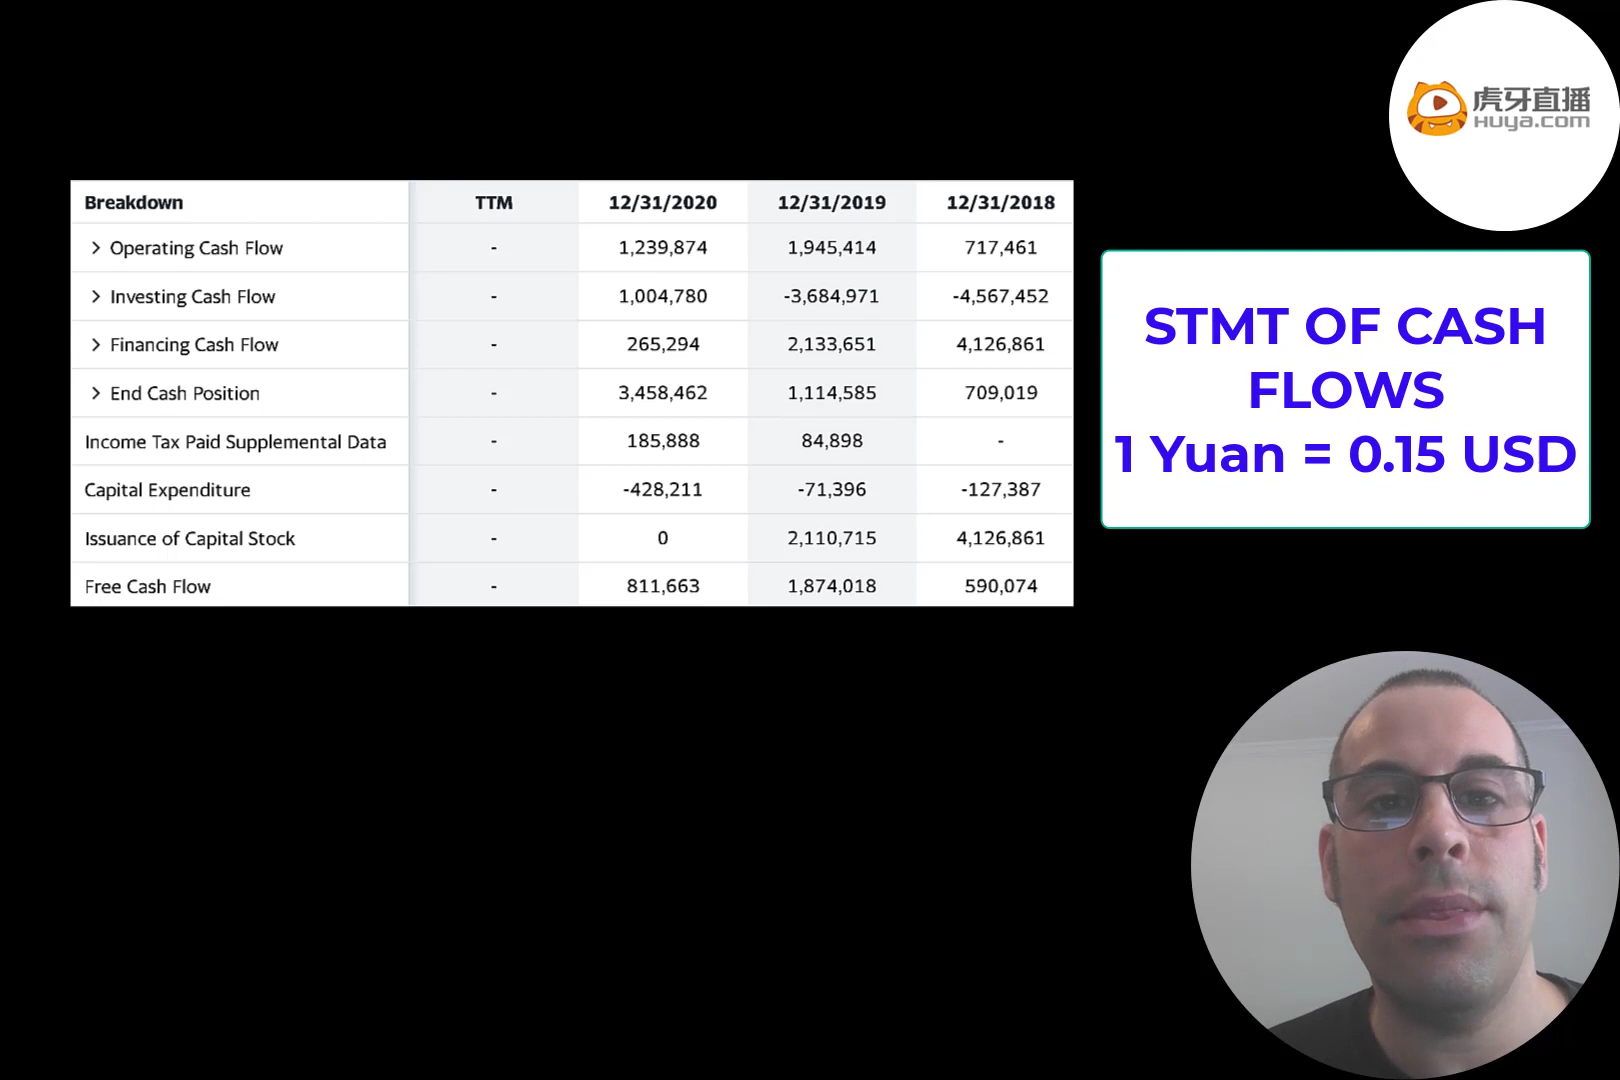 虎牙直播
HUYA.com
Breakdown TTM 12/31/2020 12/31/2019 12/31/2018
Operating Cash Flow - 1,239,874 1,945,414 717,461
Investing Cash Flow - 1,004,780 -3,684,971 -4,567,452
Financing Cash Flow - 265,294 2,133,651 4,126,861
End Cash Position - 3,458,462 1,114,585 709,019
Income Tax Paid Supplemental Data - 185,888 84,898 -
Capital Expenditure - -428,211 -71,396 -127,387
Issuance of Capital Stock - 0 2,110,715 4,126,861
Free Cash Flow - 811,663 1,874,018 590,074
STMT OF CASH
FLOWS
1 Yuan = 0.15 USD